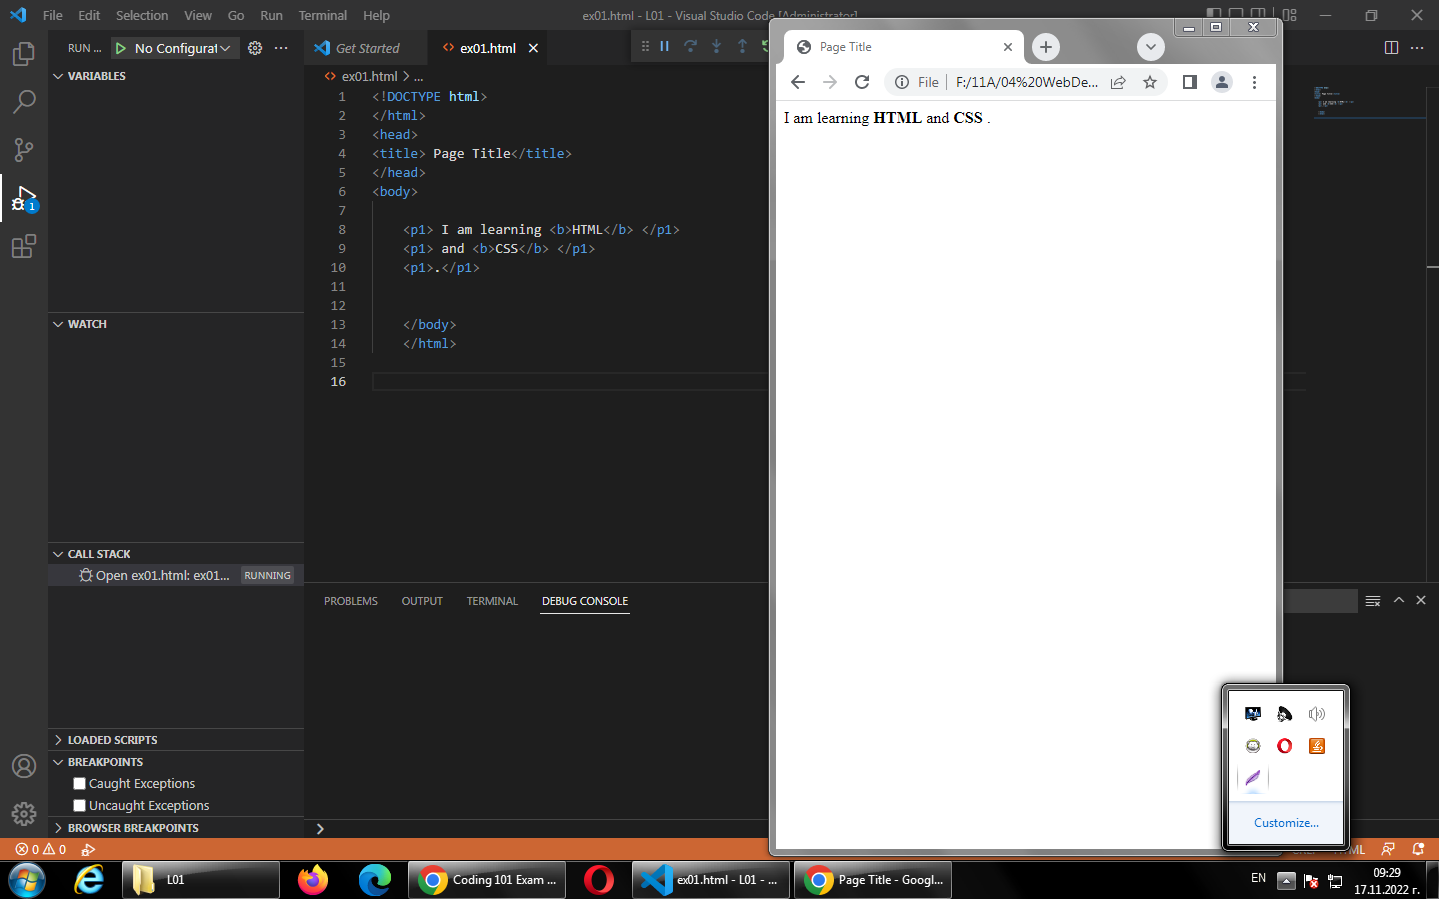 File Edit Selection View Go Run Terminal Help
ex01.html - L01 - Visual Studio Code [Administrator]
RUN ...
No Configurat
Get Started
ex01.html
ex01.html > ...
VARIABLES
WATCH
CALL STACK
Open ex01.html: ex01...
RUNNING
LOADED SCRIPTS
BREAKPOINTS
Caught Exceptions
Uncaught Exceptions
BROWSER BREAKPOINTS
1 <!DOCTYPE html>
2 </html>
3 <head>
4 <title> Page Title</title>
5 </head>
6 <body>
7
8 <p1> I am learning <b>HTML</b> </p1>
9 <p1> and <b>CSS</b> </p1>
10 <p1>.</p1>
11
12
13 </body>
14 </html>
15
16
PROBLEMS OUTPUT TERMINAL DEBUG CONSOLE
Page Title
File
F:/11A/04%20WebDe...
I am learning HTML and CSS .
Customize...
1
0 0
L01
Coding 101 Exam ...
ex01.html - L01 - ...
Page Title - Googl...
EN
09:29
17.11.2022 г.